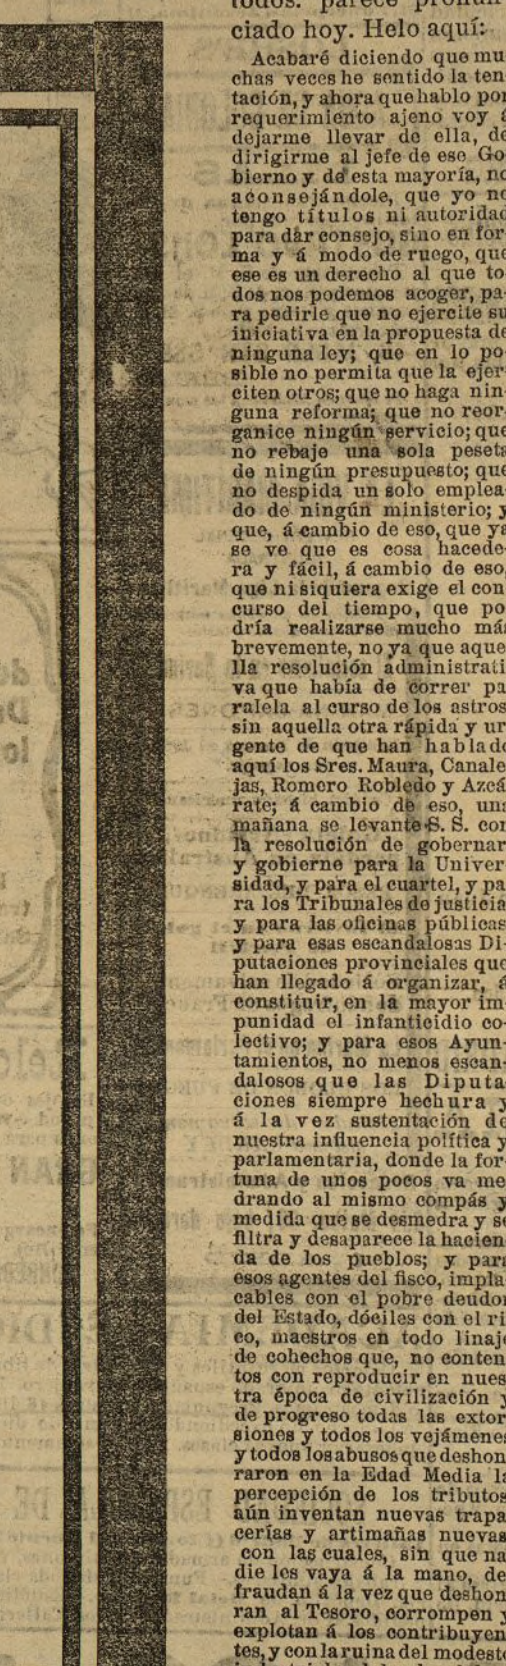 todos. parece pronun-
ciado hoy. Helo aquí:
Acabaré diciendo que mu
chas veces he sentido la ten
tación, y ahora que hablo por
requerimiento ajeno voy á
dejarme llevar de ella, de
dirigirme al jefe de ese Go
bierno y de esta mayoría, no
aconsejándole, que yo no
tengo títulos ni autoridad
para dar consejo, sino en for
ma y á modo de ruego, que
ese es un derecho al que to
dos nos podemos acoger, pa-
ra pedirle que no ejercite su
iniciativa en la propuesta de
ninguna ley; que en lo po-
sible no permita que la ejer-
citen otros; que no haga nin-
guna reforma; que no reor-
ganice ningún servicio; que
no rebaje una sola peseta
de ningún presupuesto; que
no despida un solo emplea-
do de ningún ministerio; y
que, á cambio de eso, que ya
se ve que es cosa hacede-
ra y fácil, á cambio de eso,
que ni siquiera exige el con
curso del tiempo, que po
dría realizarse mucho más
brevemente, no ya que aque
lla resolución administrati
va que había de correr pa
ralela al curso de los astros
sin aquella otra rápida y ur
gente de que han hablado
aquí los Sres. Maura, Canale
jas, Romero Robledo y Azcá
rate; á cambio de eso, una
mañana se levante S. S. con
la resolución de gobernar
y gobierne para la Univer
sidad, y para el cuartel, y pa
ra los Tribunales de justicia
y para las oficinas públicas
y para esas escandalosas Di-
putaciones provinciales que
han llegado á organizar, á
constituir, en la mayor im-
punidad el infanticidio co-
lectivo; y para esos Ayun-
tamientos, no menos escan-
dalosos que las Diputa
ciones siempre hechura y
á la vez sustentación de
nuestra influencia política y
parlamentaria, donde la for-
tuna de unos pocos va me
drando al mismo compás y
medida que se desmedra y se
filtra y desaparece la hacien
da de los pueblos; y para
esos agentes del fisco, impla
cables con el pobre deudor
del Estado, dóciles con el ri
co, maestros en todo linaje
de cohechos que, no conten
tos con reproducir en nues
tra época de civilización y
de progreso todas las extor
siones y todos los vejámenes
y todos los abusos que deshon
raron en la Edad Media la
percepción de los tributos
aún inventan nuevas trapa
cerías y artimañas nuevas
con las cuales, sin que na
die les vaya á la mano, de
fraudan á la vez que deshon
ran al Tesoro, corrompen y
explotan á los contribuyen
tes, y con la ruina del modesto